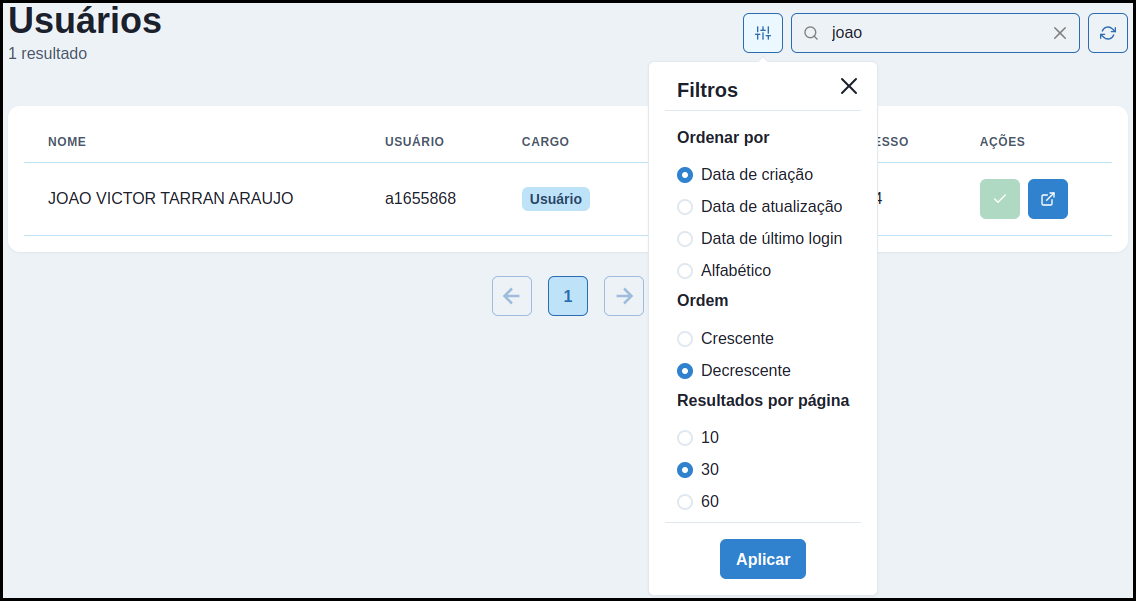 Usuários
1 resultado
joao
Filtros
NOME USUÁRIO CARGO ESSO AÇÕES
JOAO VICTOR TARRAN ARAUJO a1655868 Usuário 4
1
Ordenar por
Data de criação
Data de atualização
Data de último login
Alfabético
Ordem
Crescente
Decrescente
Resultados por página
10
30
60
Aplicar